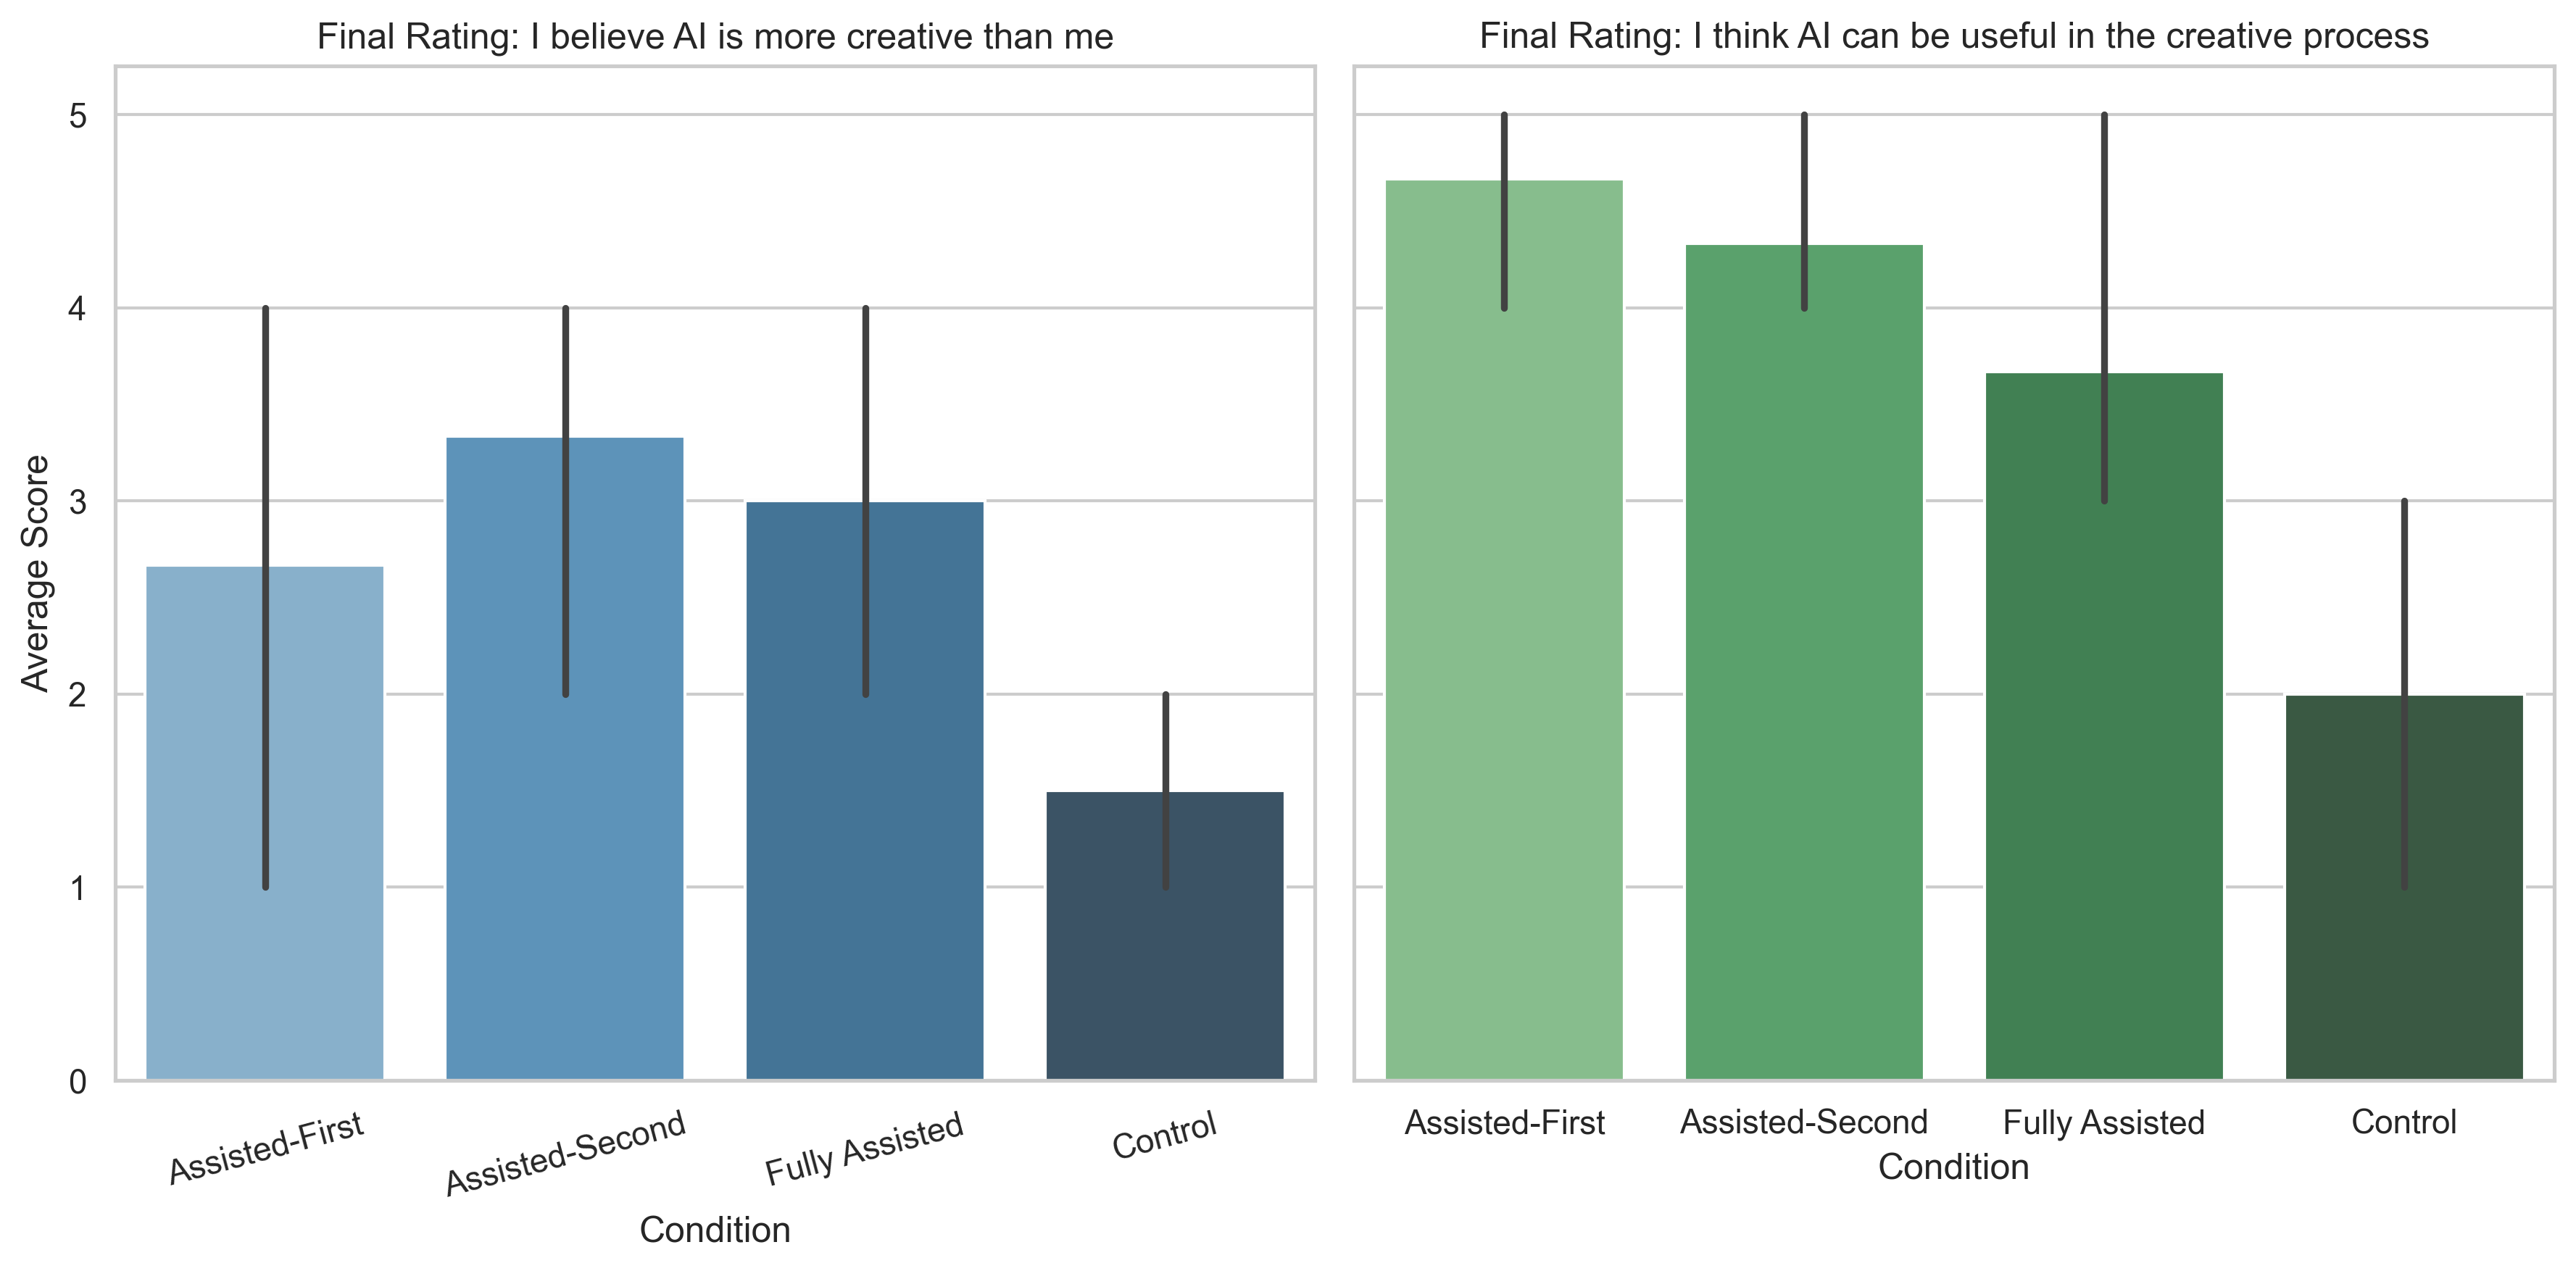 Final Rating: I believe AI is more creative than me
Average Score
5
4
3
2
1
0
Assisted-First
Assisted-Second
Fully Assisted
Control
Condition
Final Rating: I think AI can be useful in the creative process
Assisted-First
Assisted-Second
Fully Assisted
Control
Condition